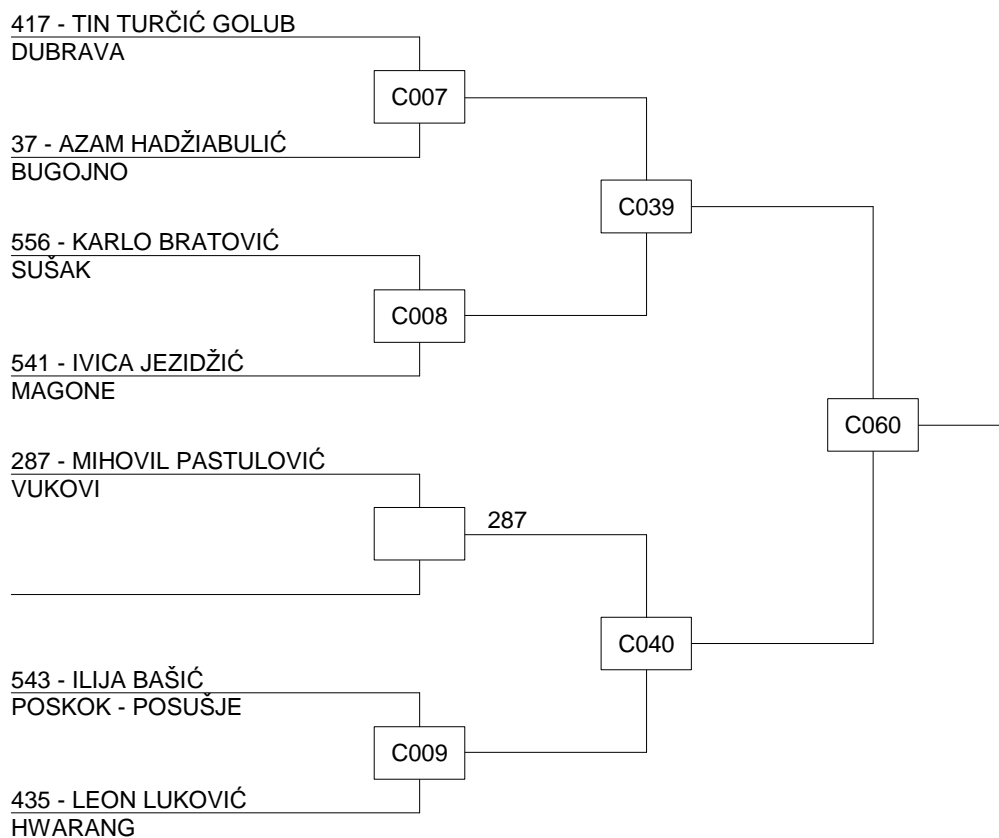 417 - TIN TURČIĆ GOLUB
DUBRAVA
C007
37 - AZAM HADŽIABULIĆ
BUGOJNO
C039
556 - KARLO BRATOVIĆ
SUŠAK
C008
541 - IVICA JEZIDŽIĆ
MAGONE
C060
287 - MIHOVIL PASTULOVIĆ
VUKOVI
287
C040
543 - ILIJA BAŠIĆ
POSKOK - POSUŠJE
C009
435 - LEON LUKOVIĆ
HWARANG